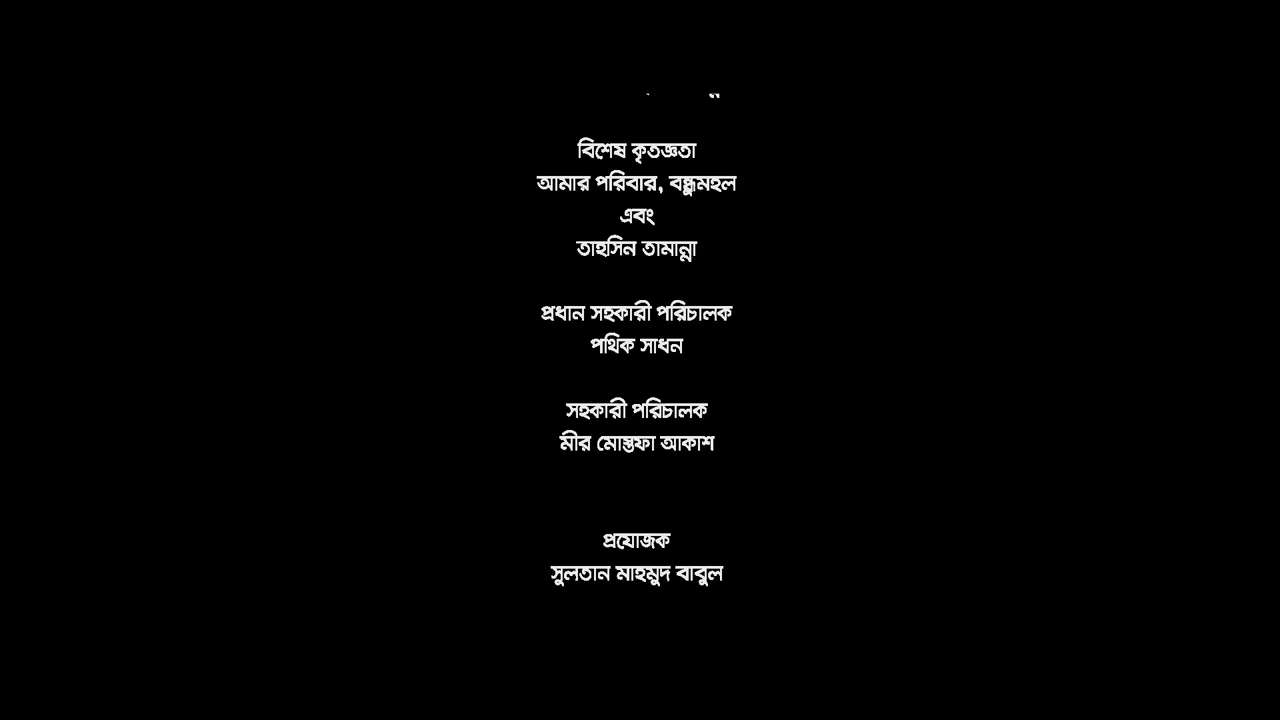 বিশেষ কৃতজ্ঞতা
আমার পরিবার, বন্ধুমহল
এবং
তাহসিন তামান্না
প্রধান সহকারী পরিচালক
পথিক সাধন
সহকারী পরিচালক
মীর মোস্তফা আকাশ
প্রযোজক
সুলতান মাহমুদ বাবুল